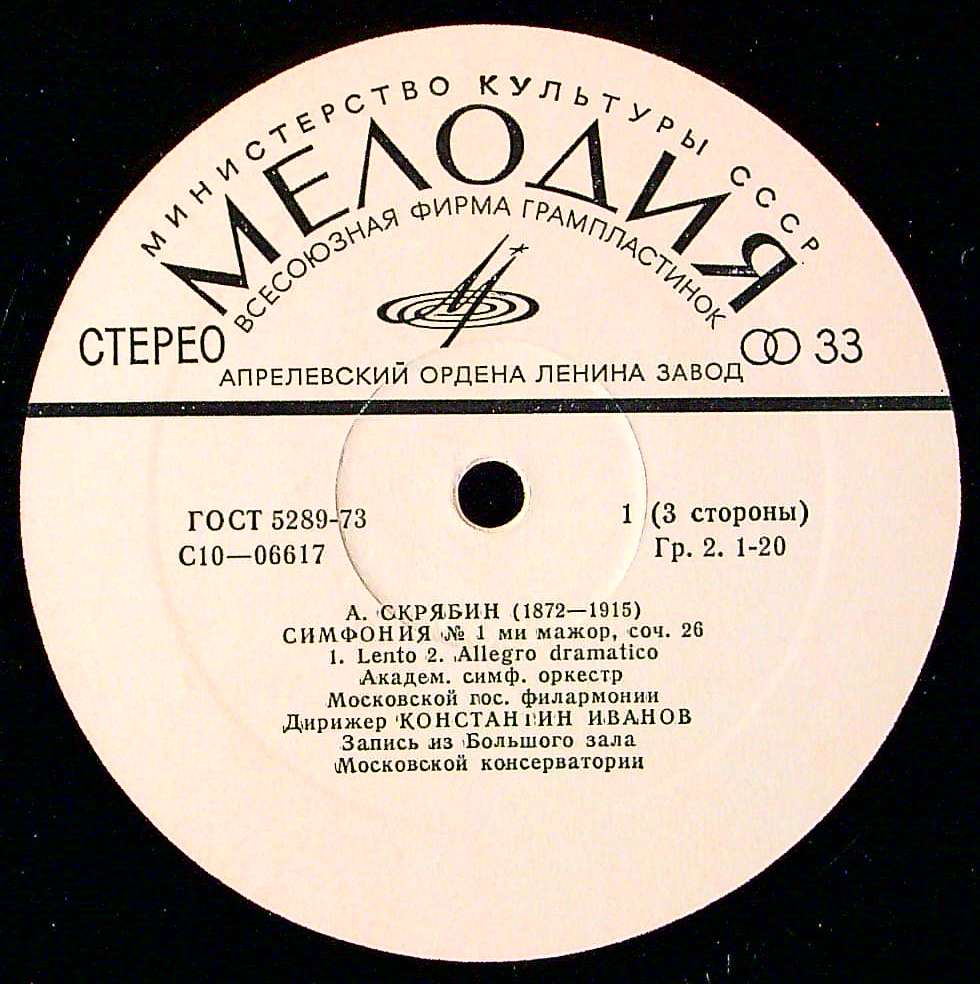 МИНИСТЕРСТВО КУЛЬТУРЫ СССР
МЕЛОДИЯ
ВСЕСОЮЗНАЯ ФИРМА ГРАМПЛАСТИНОК
СТЕРЕО
33
АПРЕЛЕВСКИЙ ОРДЕНА ЛЕНИНА ЗАВОД
ГОСТ 5289-73
1 (3 стороны)
С10—06617
Гр. 2. 1-20
А. СКРЯБИН (1872—1915)
СИМФОНИЯ № 1 ми мажор, соч. 26
1. Lento 2. Allegro dramatico
Академ. симф. оркестр
Московской гос. филармонии
Дирижер КОНСТАНТИН ИВАНОВ
Запись из Большого зала
Московской консерватории